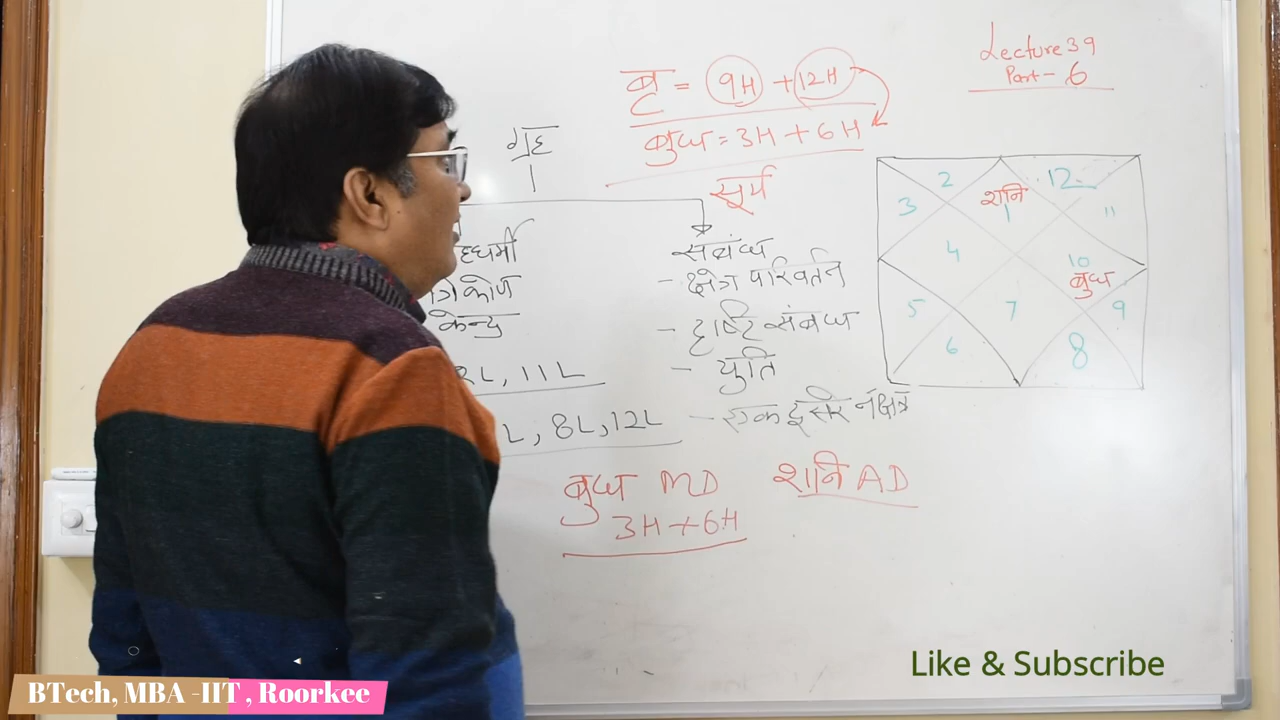 Lecture 39
Part - 6
बृ = 9H + 12H
बुध = 3H + 6H
ग्रह
सूर्य
हधर्मी
त्रिकोण
केन्द्र
2L, 11L
L, 8L, 12L
संबंध
- क्षेत्र परिवर्तन
- दृष्टि संबंध
- युति
- एक दूसरे नक्षत्र
बुध MD शनि AD
3H + 6H
2 शनि 12
3 1 11
4 10
बुध
5 7 9
6 8
Like & Subscribe
BTech, MBA -IIT , Roorkee